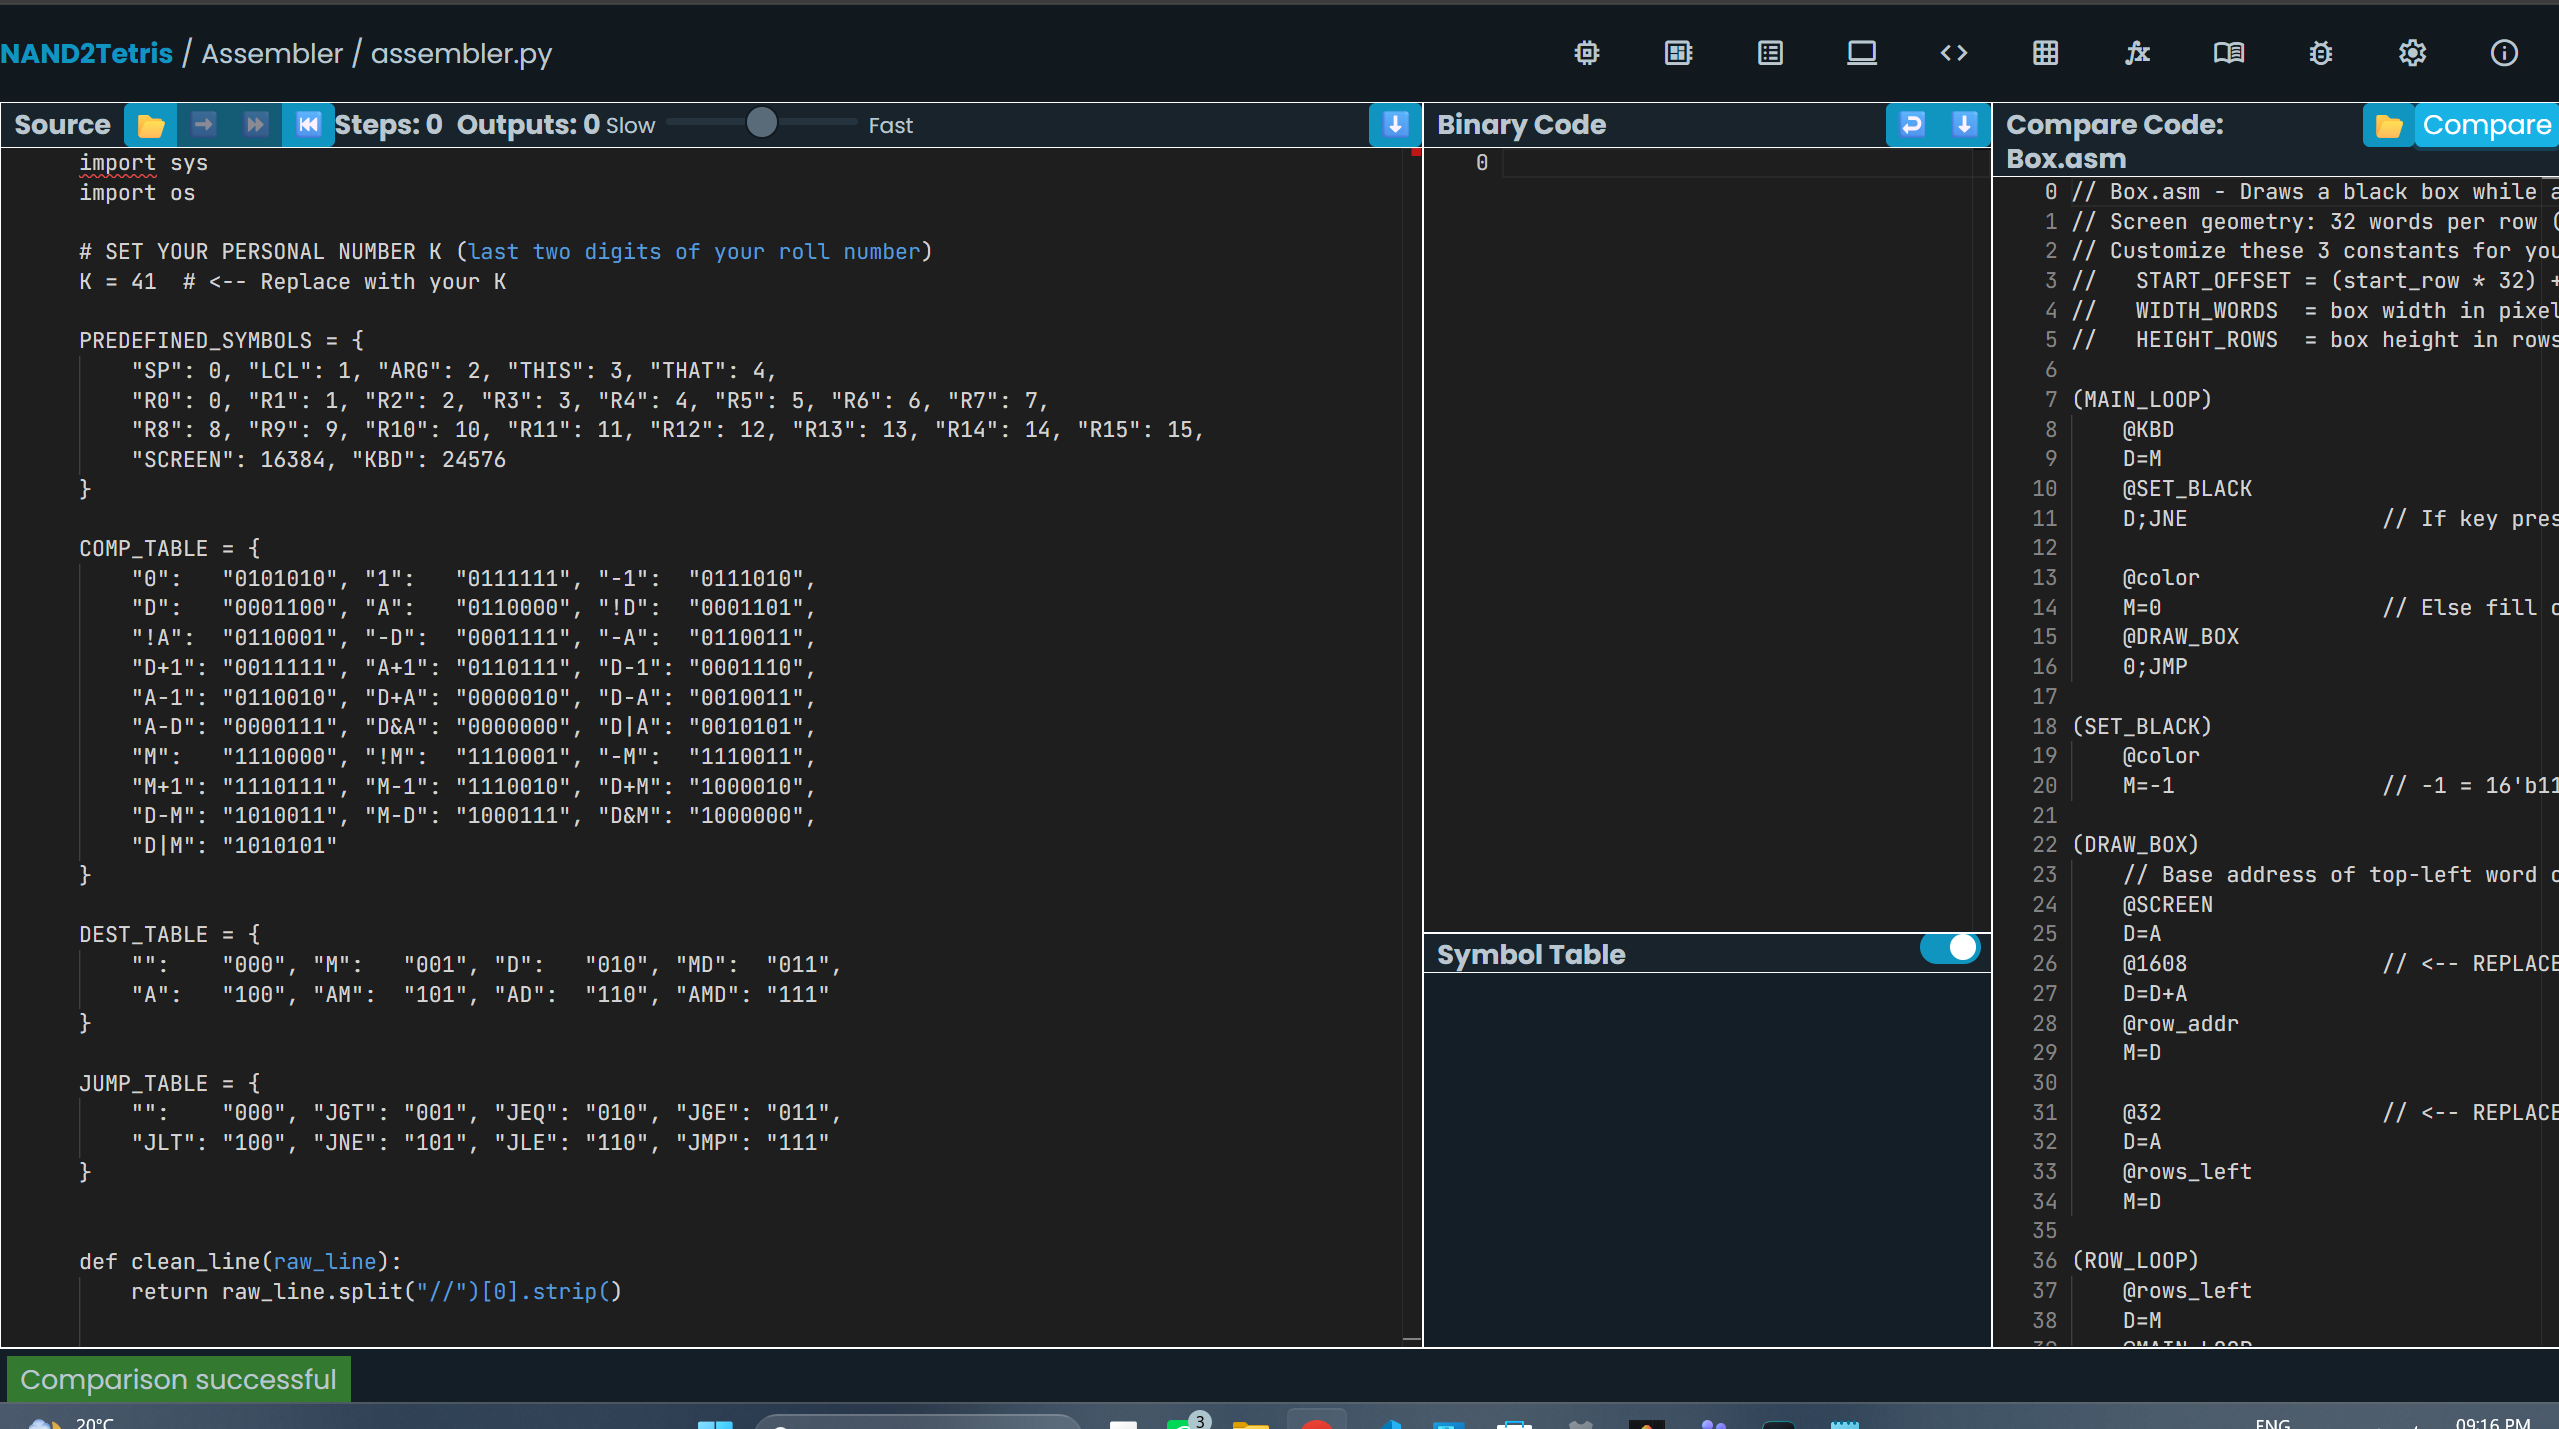 NAND2Tetris / Assembler / assembler.py
Source Steps: 0 Outputs: 0 Slow Fast
import sys
import os
# SET YOUR PERSONAL NUMBER K (last two digits of your roll number)
K = 41  # <-- Replace with your K
PREDEFINED_SYMBOLS = {
"SP": 0, "LCL": 1, "ARG": 2, "THIS": 3, "THAT": 4,
"R0": 0, "R1": 1, "R2": 2, "R3": 3, "R4": 4, "R5": 5, "R6": 6, "R7": 7,
"R8": 8, "R9": 9, "R10": 10, "R11": 11, "R12": 12, "R13": 13, "R14": 14, "R15": 15,
"SCREEN": 16384, "KBD": 24576
}
COMP_TABLE = {
"0":   "0101010", "1":   "0111111", "-1":  "0111010",
"D":   "0001100", "A":   "0110000", "!D":  "0001101",
"!A":  "0110001", "-D":  "0001111", "-A":  "0110011",
"D+1": "0011111", "A+1": "0110111", "D-1": "0001110",
"A-1": "0110010", "D+A": "0000010", "D-A": "0010011",
"A-D": "0000111", "D&A": "0000000", "D|A": "0010101",
"M":   "1110000", "!M":  "1110001", "-M":  "1110011",
"M+1": "1110111", "M-1": "1110010", "D+M": "1000010",
"D-M": "1010011", "M-D": "1000111", "D&M": "1000000",
"D|M": "1010101"
}
DEST_TABLE = {
"":    "000", "M":   "001", "D":   "010", "MD":  "011",
"A":   "100", "AM":  "101", "AD":  "110", "AMD": "111"
}
JUMP_TABLE = {
"":    "000", "JGT": "001", "JEQ": "010", "JGE": "011",
"JLT": "100", "JNE": "101", "JLE": "110", "JMP": "111"
}
def clean_line(raw_line):
return raw_line.split("//")[0].strip()
Binary Code
0
Symbol Table
Compare Code:
Box.asm
Compare
0 // Box.asm - Draws a black box while a
1 // Screen geometry: 32 words per row (
2 // Customize these 3 constants for you
3 //   START_OFFSET = (start_row * 32) +
4 //   WIDTH_WORDS  = box width in pixel
5 //   HEIGHT_ROWS  = box height in rows
6
7 (MAIN_LOOP)
8 @KBD
9 D=M
10 @SET_BLACK
11 D;JNE // If key pres
12
13 @color
14 M=0 // Else fill
15 @DRAW_BOX
16 0;JMP
17
18 (SET_BLACK)
19 @color
20 M=-1 // -1 = 16'b11
21
22 (DRAW_BOX)
23 // Base address of top-left word
24 @SCREEN
25 D=A
26 @1608 // <-- REPLACE
27 D=D+A
28 @row_addr
29 M=D
30
31 @32 // <-- REPLACE
32 D=A
33 @rows_left
34 M=D
35
36 (ROW_LOOP)
37 @rows_left
38 D=M
Comparison successful
20°C
3
ENG
09:16 PM